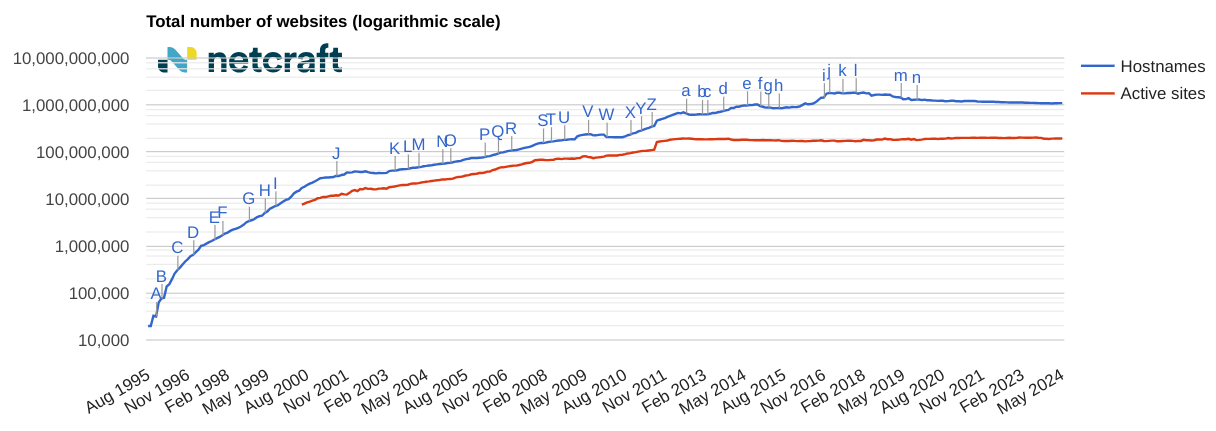 Total number of websites (logarithmic scale)
netcraft
10,000,000,000
1,000,000,000
100,000,000
10,000,000
1,000,000
100,000
10,000
Hostnames
Active sites
A
B
C
D
E
F
G
H
I
J
K
L
M
N
O
P
Q
R
S
T
U
V
W
X
Y
Z
a
b
c
d
e
f
g
h
i
j
k
l
m
n
Aug 1995
Nov 1996
Feb 1998
May 1999
Aug 2000
Nov 2001
Feb 2003
May 2004
Aug 2005
Nov 2006
Feb 2008
May 2009
Aug 2010
Nov 2011
Feb 2013
May 2014
Aug 2015
Nov 2016
Feb 2018
May 2019
Aug 2020
Nov 2021
Feb 2023
May 2024